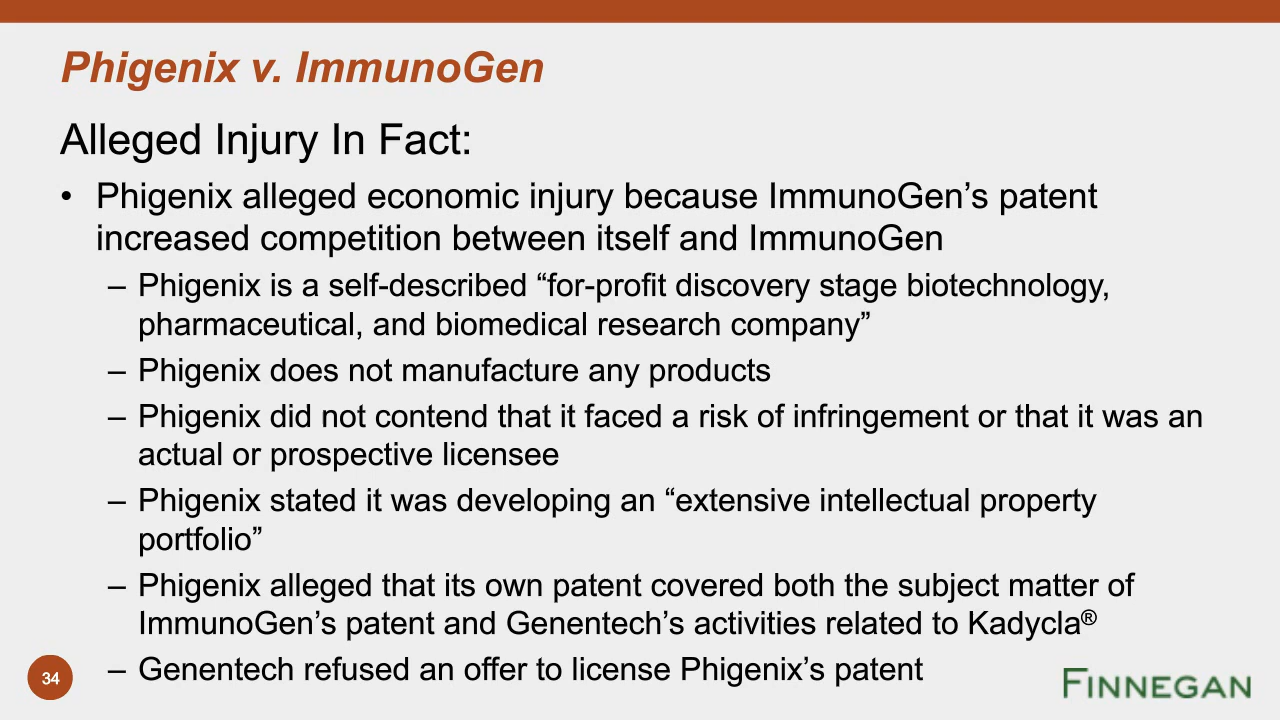 Phigenix v. ImmunoGen
Alleged Injury In Fact:
• Phigenix alleged economic injury because ImmunoGen’s patent
increased competition between itself and ImmunoGen
– Phigenix is a self-described “for-profit discovery stage biotechnology,
pharmaceutical, and biomedical research company”
– Phigenix does not manufacture any products
– Phigenix did not contend that it faced a risk of infringement or that it was an
actual or prospective licensee
– Phigenix stated it was developing an “extensive intellectual property
portfolio”
– Phigenix alleged that its own patent covered both the subject matter of
ImmunoGen’s patent and Genentech’s activities related to Kadycla®
– Genentech refused an offer to license Phigenix’s patent
34
FINNEGAN